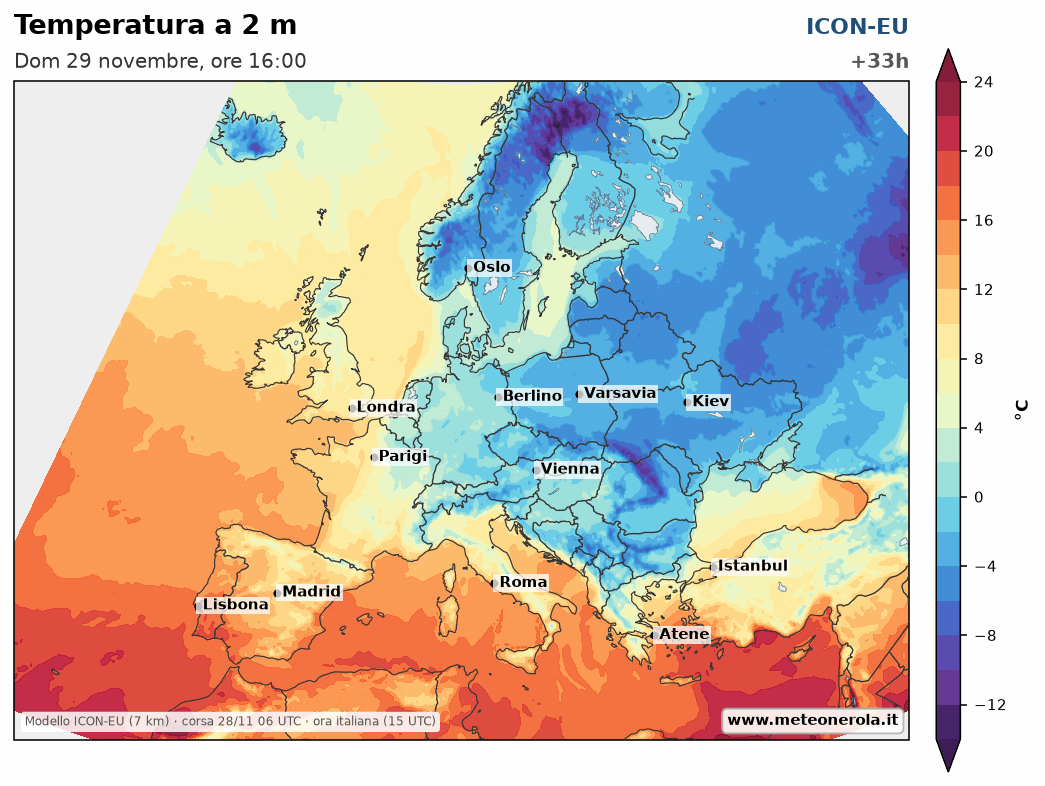 Temperatura a 2 m
ICON-EU
Dom 29 novembre, ore 16:00
+33h
24
20
16
12
8
4
0
−4
−8
−12
°C
Oslo
Berlino
Varsavia
Kiev
Londra
Parigi
Vienna
Istanbul
Roma
Madrid
Lisbona
Atene
Modello ICON-EU (7 km) · corsa 28/11 06 UTC · ora italiana (15 UTC)
www.meteonerola.it